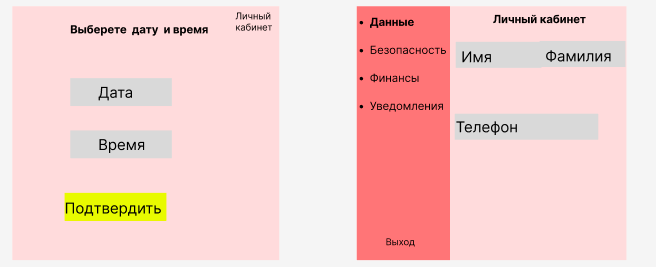 Выберете дату и время
Личный
кабинет
Дата
Время
Подтвердить
Личный кабинет
Данные
Безопасность
Финансы
Уведомления
Выход
Имя
Фамилия
Телефон